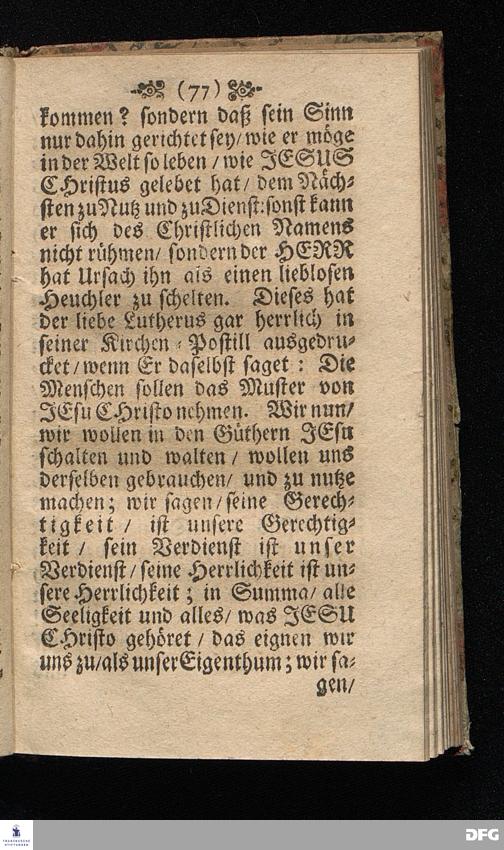 (77)
kommen? sondern daß sein Sinn
nur dahin gerichtet sey/ wie er möge
in der Welt so leben / wie JESUS
CHristus gelebet hat / dem Näch-
sten zu Nutz und zu Dienst: sonst kann
er sich des Christlichen Namens
nicht rühmen/ sondern der HERR
hat Ursach ihn als einen lieblosen
Heuchler zu schelten. Dieses hat
der liebe Lutherus gar herrlich in
seiner Kirchen-Postill ausgedru-
cket / wenn Er daselbst saget : Die
Menschen sollen das Muster von
JEsu CHristo nehmen. Wir nun/
wir wollen in den Güthern JEsu
schalten und walten / wollen uns
derselben gebrauchen/ und zu nutze
machen; wir sagen / seine Gerech-
tigkeit / ist unsere Gerechtig-
keit / sein Verdienst ist unser
Verdienst / seine Herrlichkeit ist un-
sere Herrlichkeit ; in Summa/ alle
Seeligkeit und alles/ was JESU
CHristo gehöret / das eignen wir
uns zu/ als unser Eigenthum; wir sa-
gen/
DFG